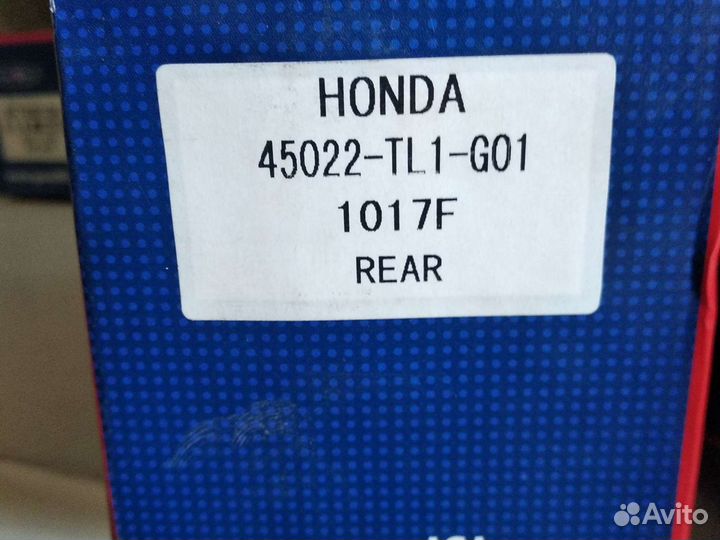 HONDA
45022-TL1-G01
1017F
REAR
Avito